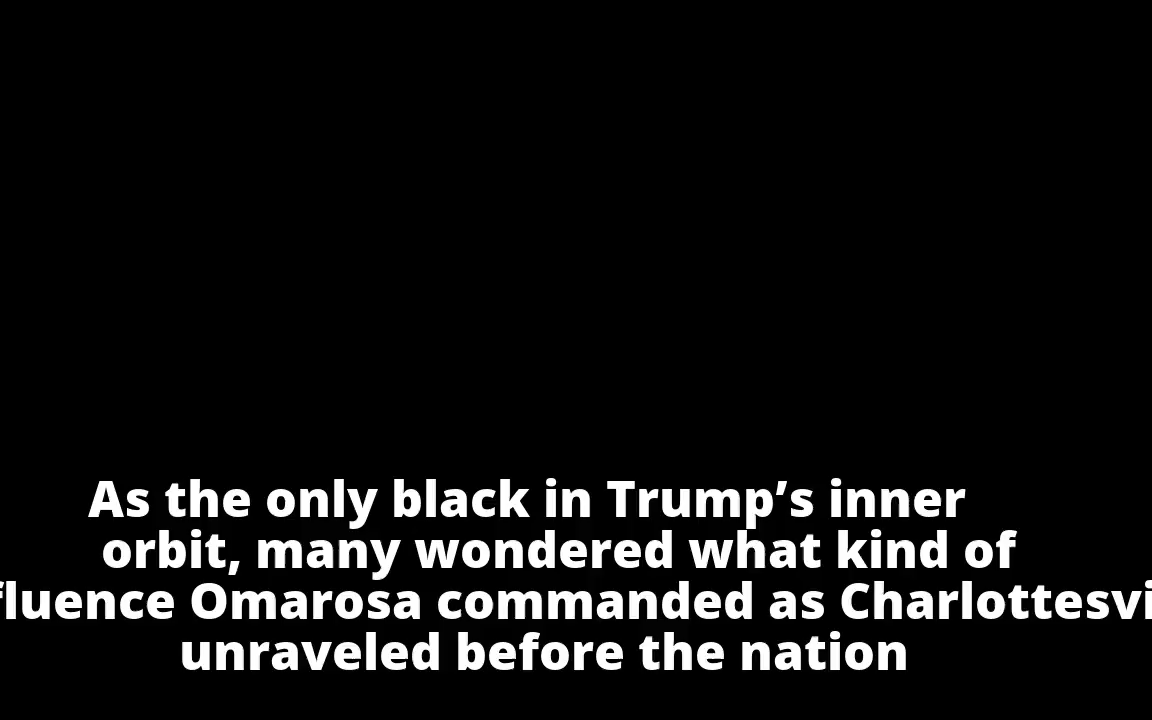 As the only black in Trump’s inner
orbit, many wondered what kind of
fluence Omarosa commanded as Charlottesvi
unraveled before the nation